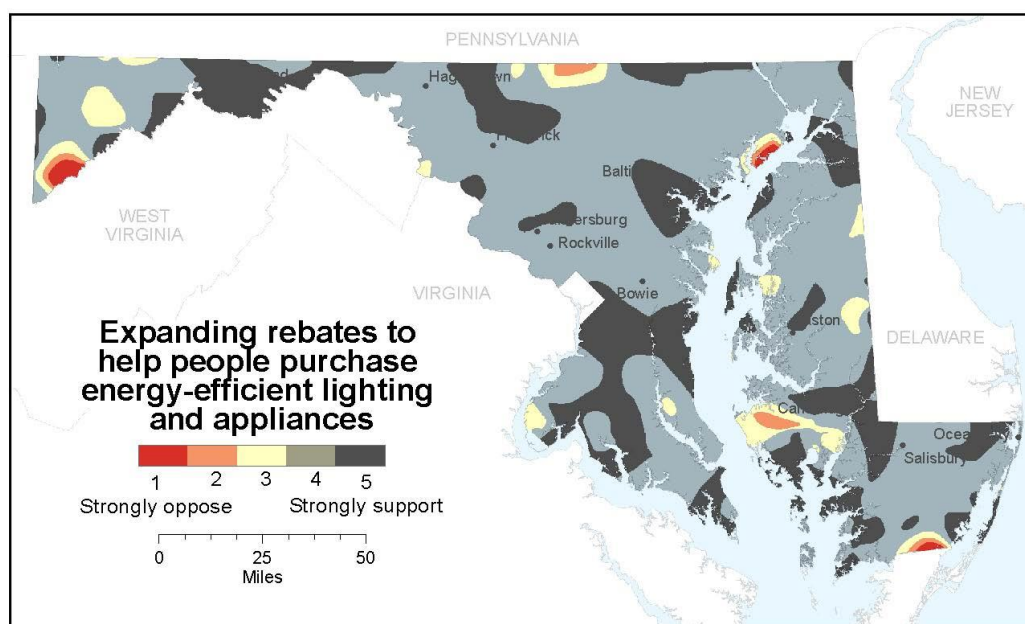 PENNSYLVANIA
NEW
JERSEY
WEST
VIRGINIA
VIRGINIA
Rockville
Bowie
DELAWARE
Salisbury
Expanding rebates to
help people purchase
energy-efficient lighting
and appliances
1 2 3 4 5
Strongly oppose Strongly support
0 25 50
Miles